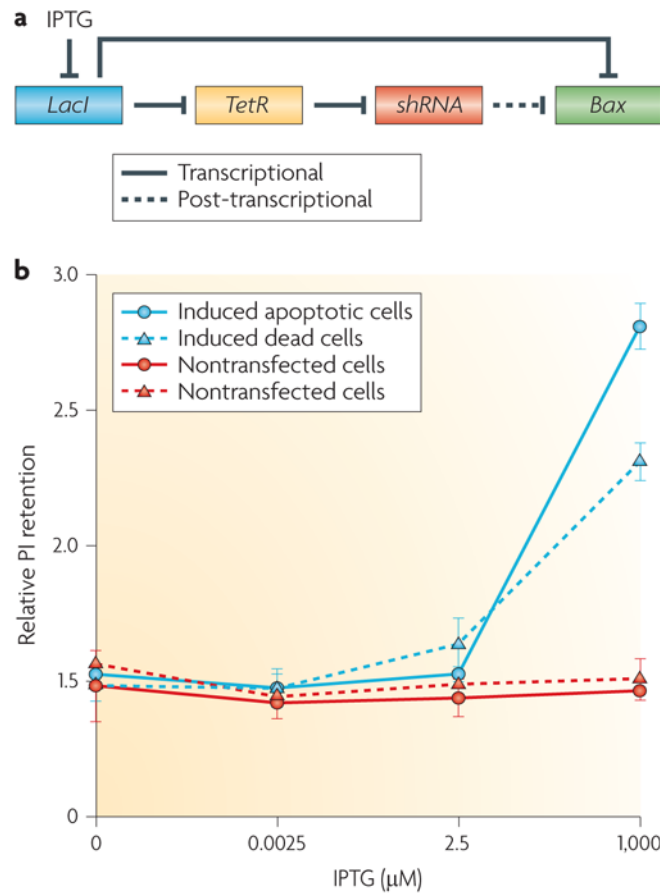 a
IPTG
LacI TetR shRNA Bax
Transcriptional
Post-transcriptional
b
3.0
Induced apoptotic cells
Induced dead cells
Nontransfected cells
Nontransfected cells
2.5
2.0
1.5
0
Relative PI retention
0 0.0025 2.5 1,000
IPTG (μM)